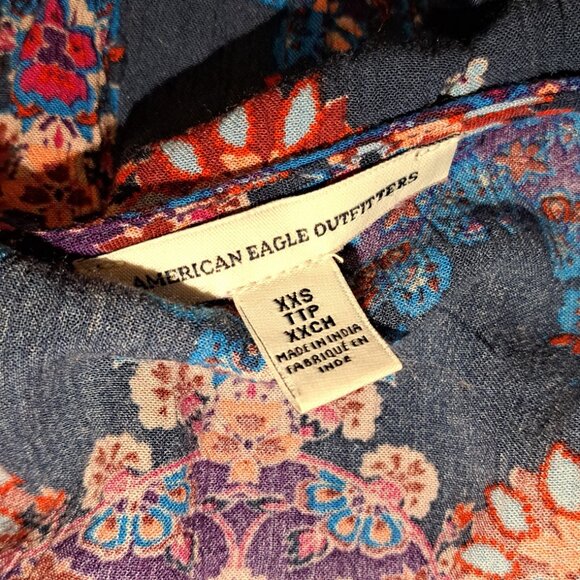 AMERICAN EAGLE OUTFITTERS
XXS
TTP
XXCH
MADE IN INDIA
FABRIQUÉ EN
INDE